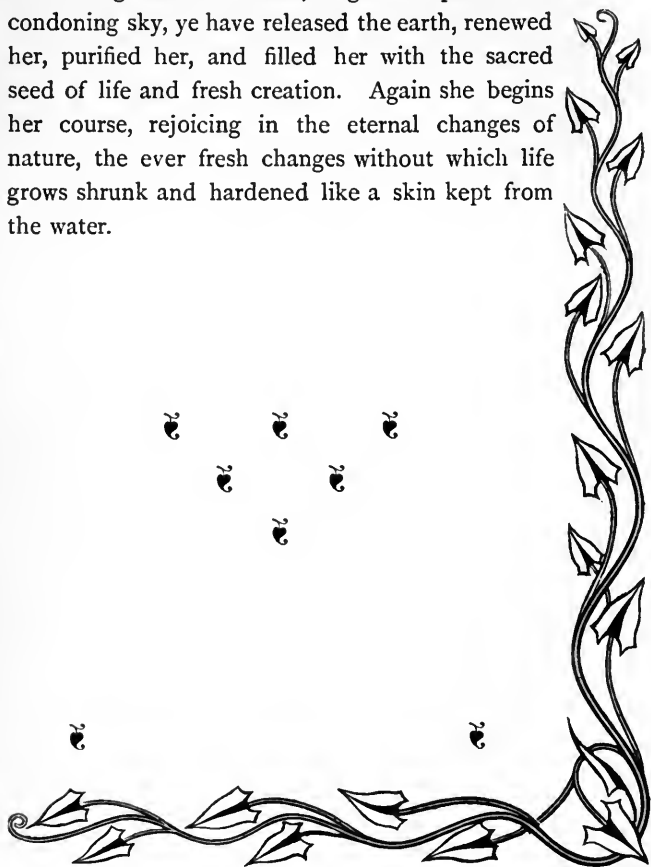 condoning sky, ye have released the earth, renewed
her, purified her, and filled her with the sacred
seed of life and fresh creation. Again she begins
her course, rejoicing in the eternal changes of
nature, the ever fresh changes without which life
grows shrunk and hardened like a skin kept from
the water.